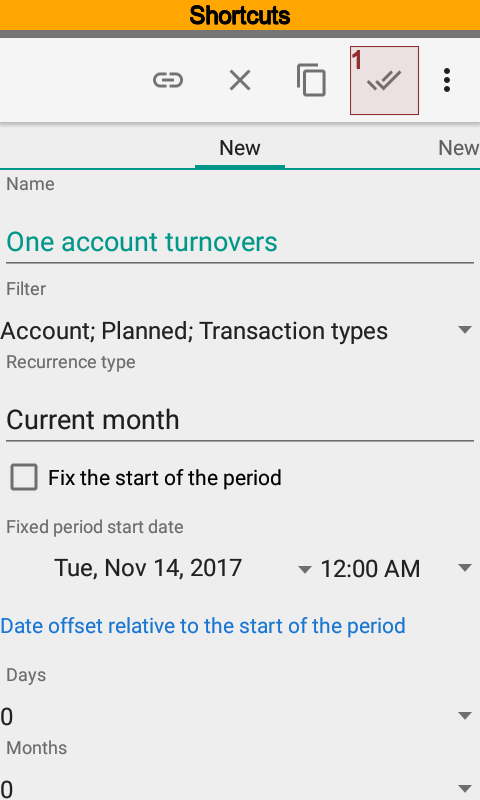 Shortcuts
1
New
New
Name
One account turnovers
Filter
Account; Planned; Transaction types
Recurrence type
Current month
Fix the start of the period
Fixed period start date
Tue, Nov 14, 2017 12:00 AM
Date offset relative to the start of the period
Days
0
Months
0